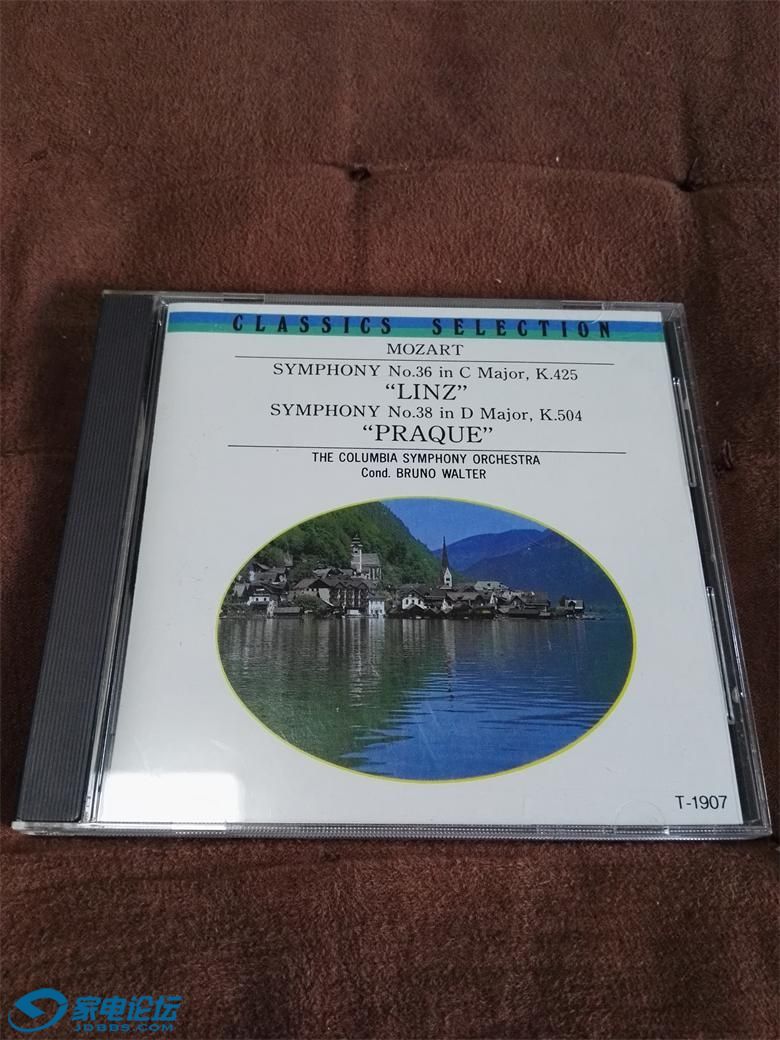 CLASSICS SELECTION
MOZART
SYMPHONY No.36 in C Major, K.425
“LINZ”
SYMPHONY No.38 in D Major, K.504
“PRAQUE”
THE COLUMBIA SYMPHONY ORCHESTRA
Cond. BRUNO WALTER
T-1907
家电论坛
JDBBS.COM